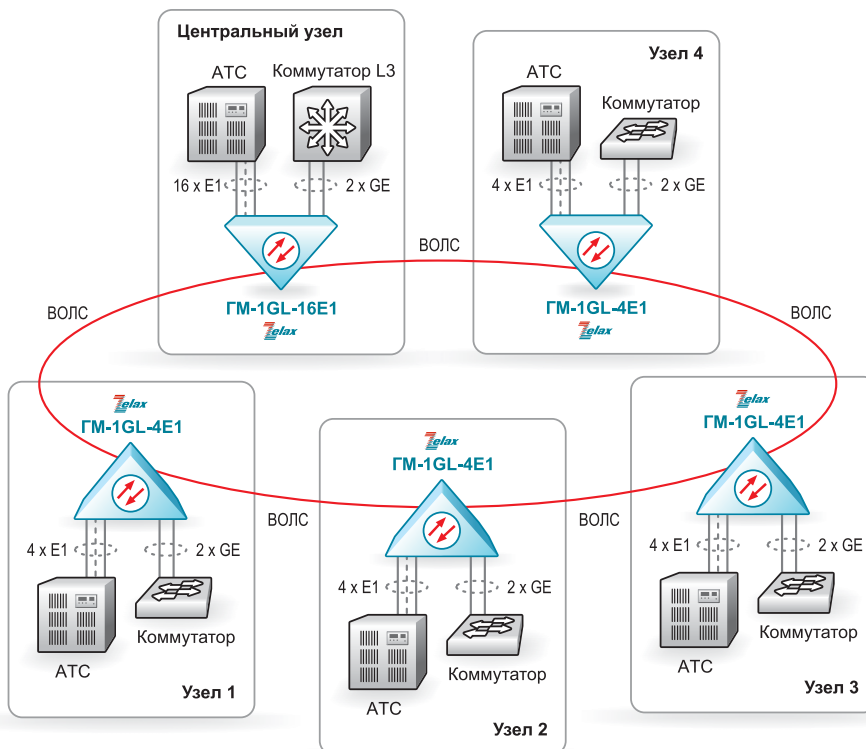 Центральный узел
АТС
Коммутатор L3
16 x E1
2 x GE
ГМ-1GL-16E1
Zelax
Узел 4
АТС
Коммутатор
4 x E1
2 x GE
ГМ-1GL-4E1
Zelax
ВОЛС
ВОЛС
ВОЛС
Zelax
ГМ-1GL-4E1
4 x E1
2 x GE
Коммутатор
АТС
Узел 1
ВОЛС
Zelax
ГМ-1GL-4E1
4 x E1
2 x GE
Коммутатор
АТС
Узел 2
ВОЛС
Zelax
ГМ-1GL-4E1
4 x E1
2 x GE
Коммутатор
АТС
Узел 3